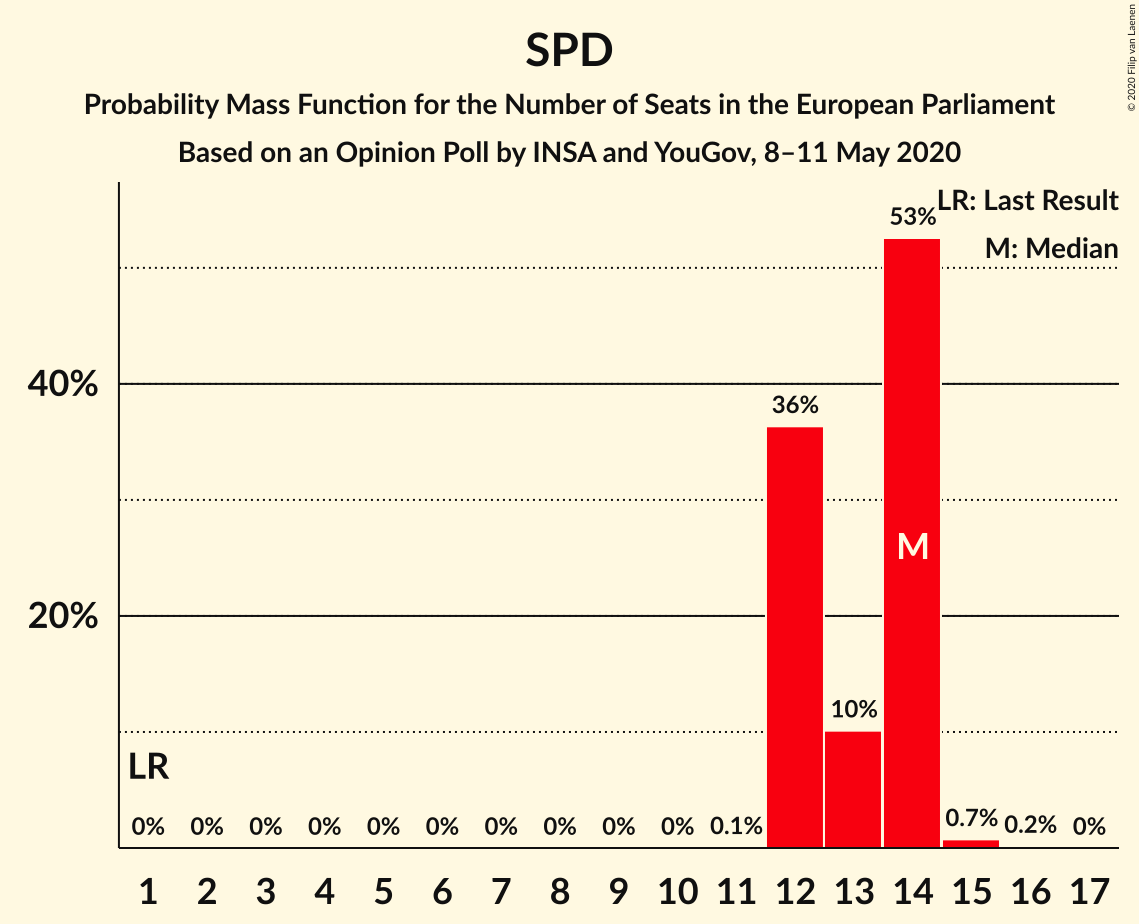 SPD
Probability Mass Function for the Number of Seats in the European Parliament
Based on an Opinion Poll by INSA and YouGov, 8–11 May 2020
© 2020 Filip van Laenen
LR: Last Result
M: Median
53%
40%
36%
M
20%
10%
LR
0% 0% 0% 0% 0% 0% 0% 0% 0% 0% 0.1% 0.7% 0.2% 0%
1 2 3 4 5 6 7 8 9 10 11 12 13 14 15 16 17